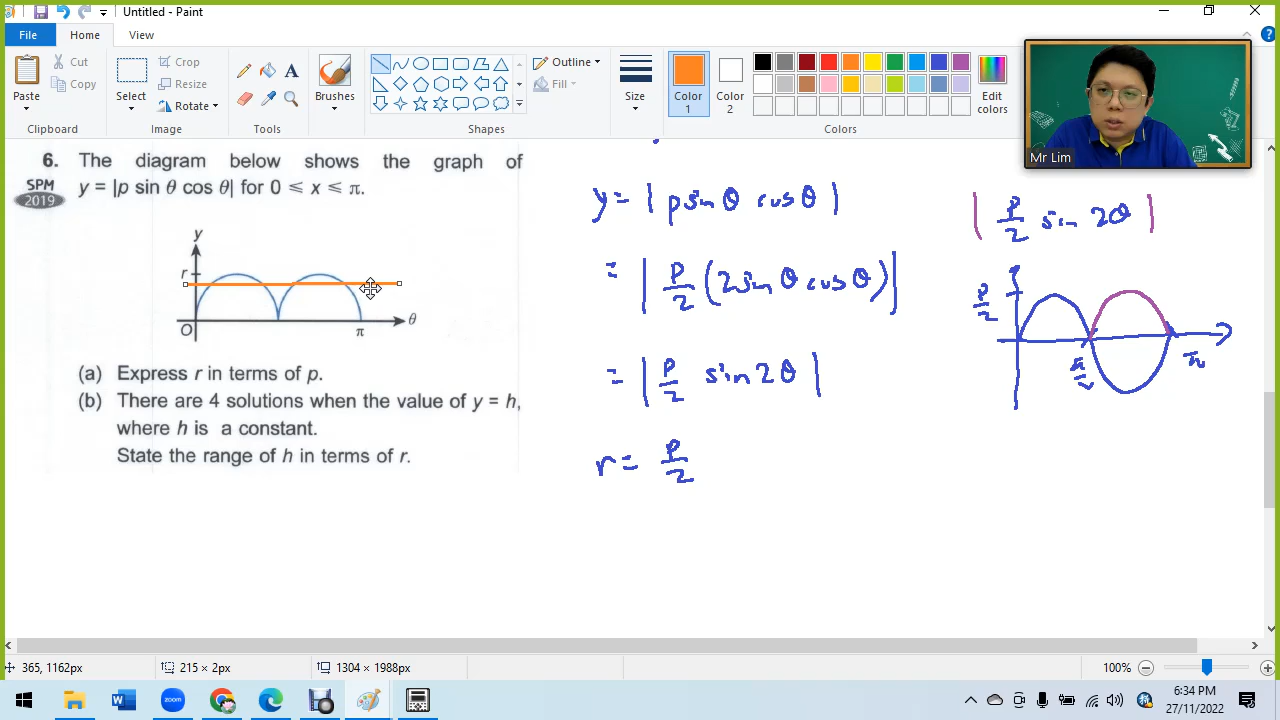 Untitled - Paint
File
Home
View
Paste
Cut
Copy
Clipboard
Select
Crop
Resize
Rotate
Image
A
Tools
Brushes
Shapes
Outline
Fill
Size
Color 1
Color 2
Edit colors
Colors
Mr Lim
6. The diagram below shows the graph of
SPM 2019
y = |p sin θ cos θ| for 0 ⩽ x ⩽ π.
y
r
O
π
θ
(a) Express r in terms of p.
(b) There are 4 solutions when the value of y = h,
where h is a constant.
State the range of h in terms of r.
y = | p sin θ cos θ |
= | p/2 (2 sin θ cos θ) |
= | p/2 sin 2θ |
r = p/2
| p/2 sin 2θ |
p/2
π/2
π
365, 1162px
215 × 2px
1304 × 1988px
100%
zoom
6:34 PM
27/11/2022